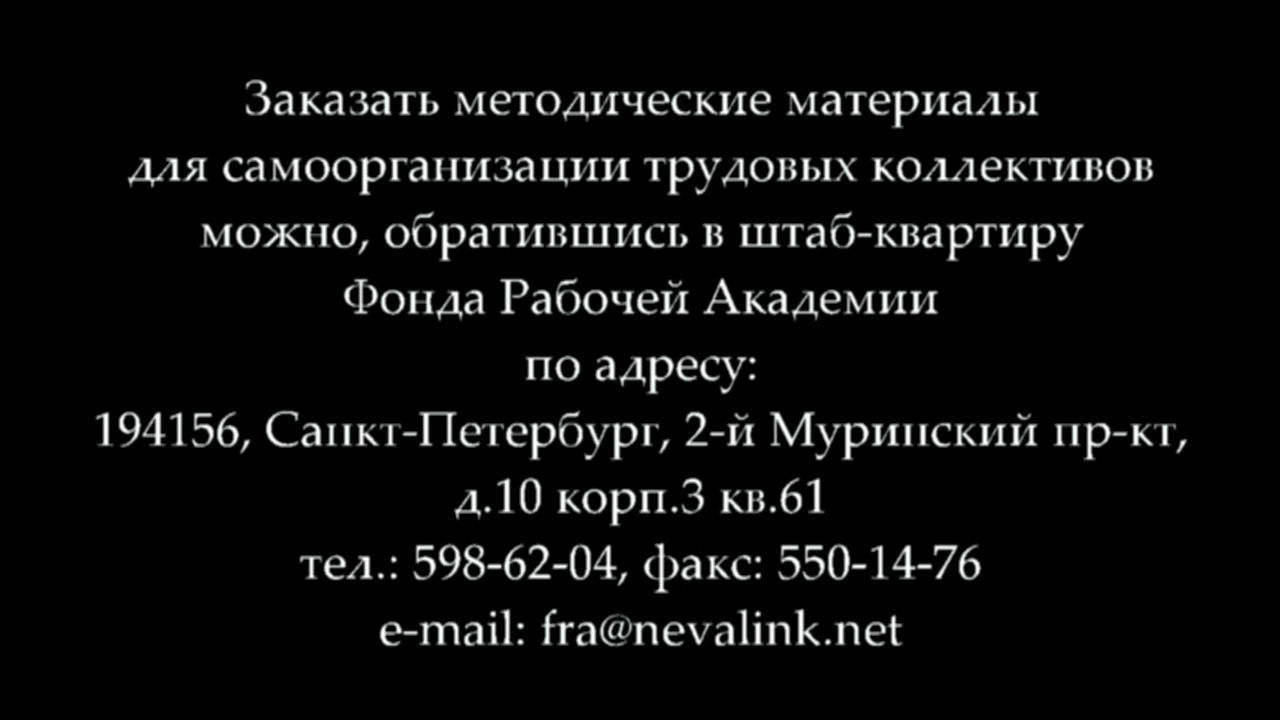 Заказать методические материалы
для самоорганизации трудовых коллективов
можно, обратившись в штаб-квартиру
Фонда Рабочей Академии
по адресу:
194156, Санкт-Петербург, 2-й Муринский пр-кт,
д.10 корп.3 кв.61
тел.: 598-62-04, факс: 550-14-76
e-mail: fra@nevalink.net